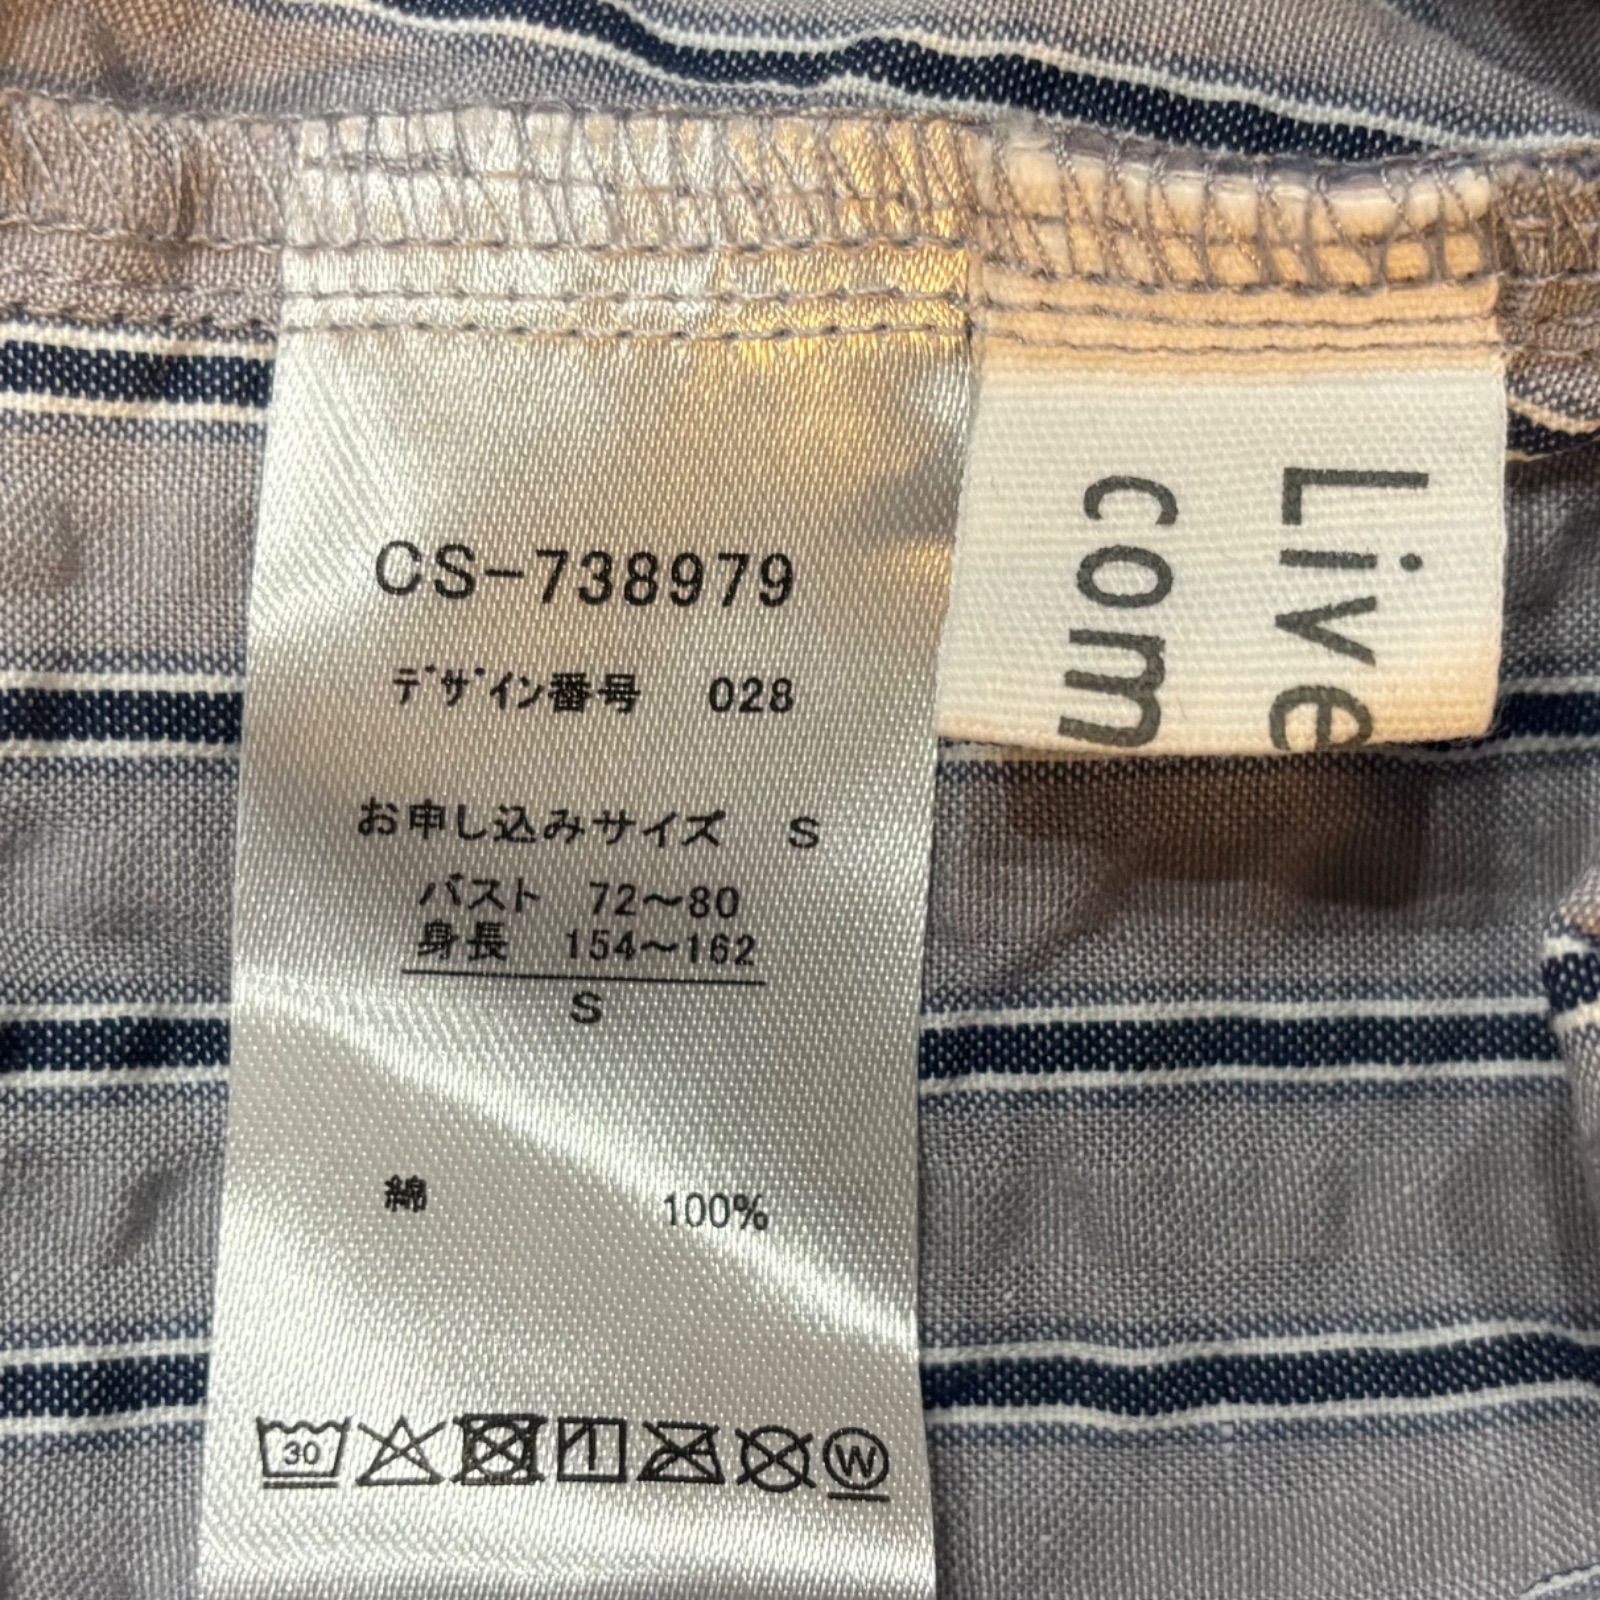 CS-738979
デザイン番号 028
お申し込みサイズ S
バスト 72～80
身長 154～162
S
綿 100%
30
W
Live
com